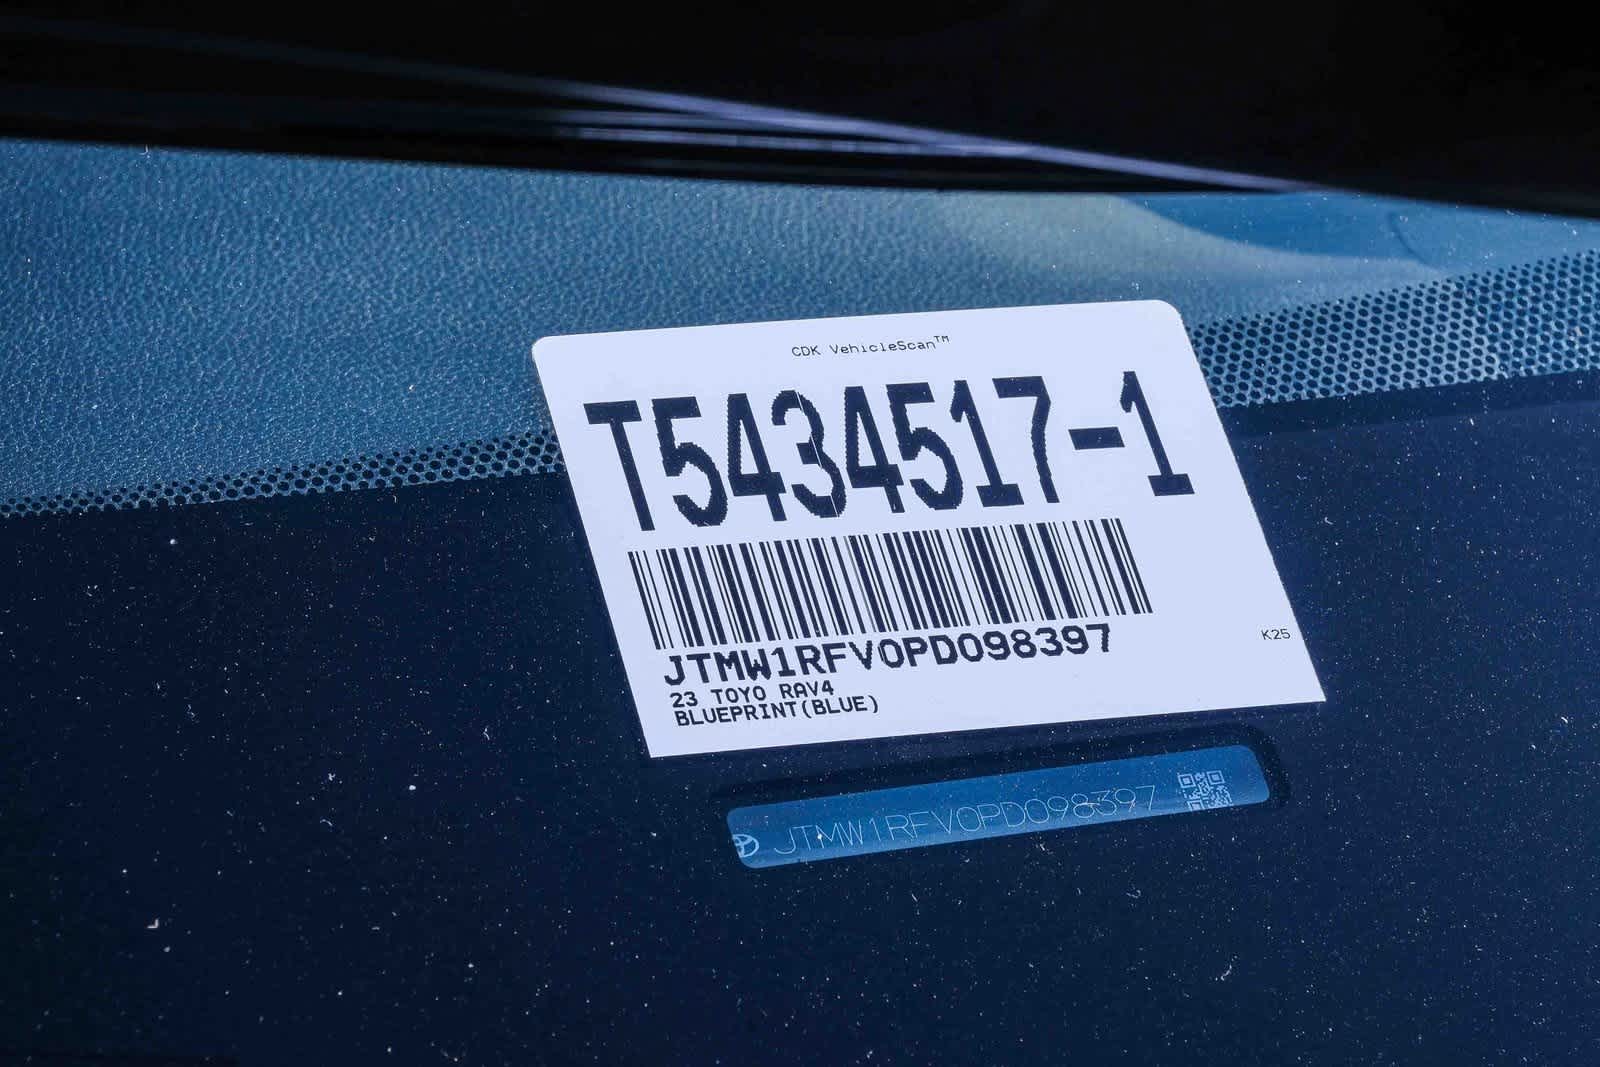 CDK VehicleScan™
T5434517-1
JTMW1RFV0PD098397
K25
23 TOYO RAV4
BLUEPRINT(BLUE)
JTMW1RFV0PD098397